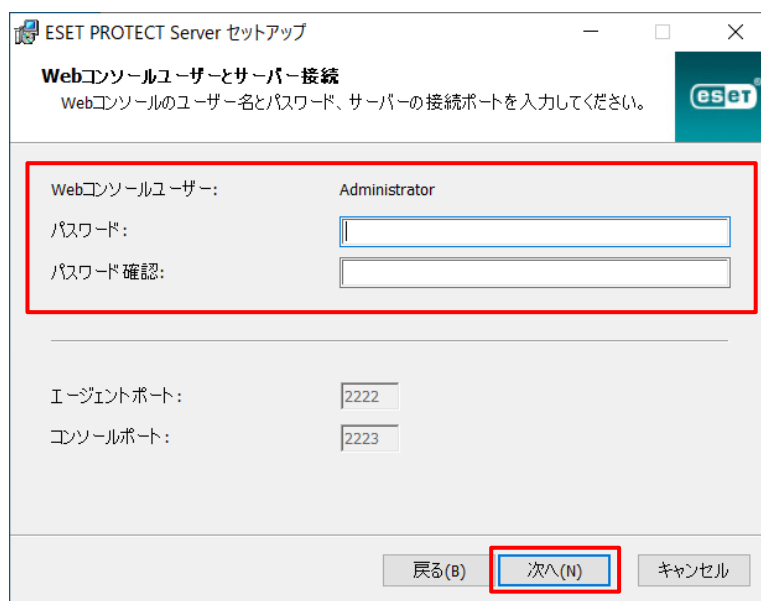 ESET PROTECT Server セットアップ
Webコンソールユーザーとサーバー接続
Webコンソールのユーザー名とパスワード、サーバーの接続ポートを入力してください。
eset
Webコンソールユーザー: Administrator
パスワード:
パスワード確認:
エージェントポート: 2222
コンソールポート: 2223
戻る(B) 次へ(N) キャンセル